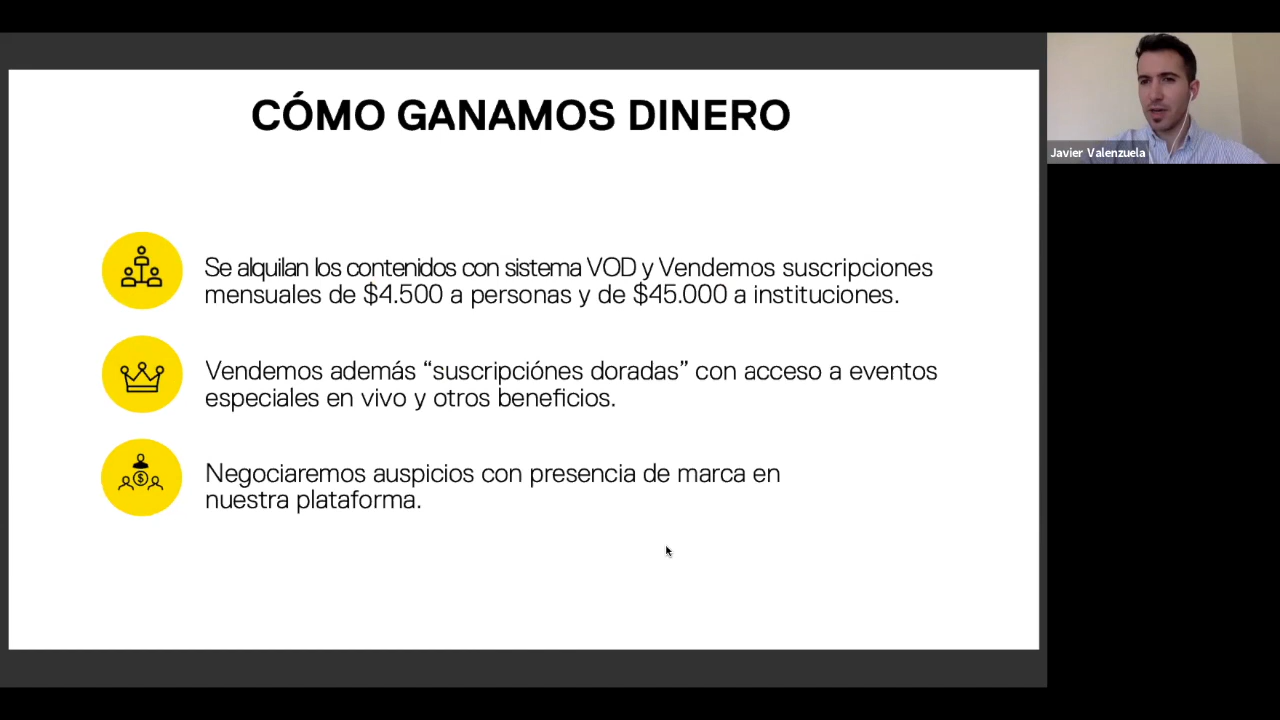 CÓMO GANAMOS DINERO
Se alquilan los contenidos con sistema VOD y Vendemos suscripciones
mensuales de $4.500 a personas y de $45.000 a instituciones.
Vendemos además “suscripciónes doradas” con acceso a eventos
especiales en vivo y otros beneficios.
Negociaremos auspicios con presencia de marca en
nuestra plataforma.
Javier Valenzuela